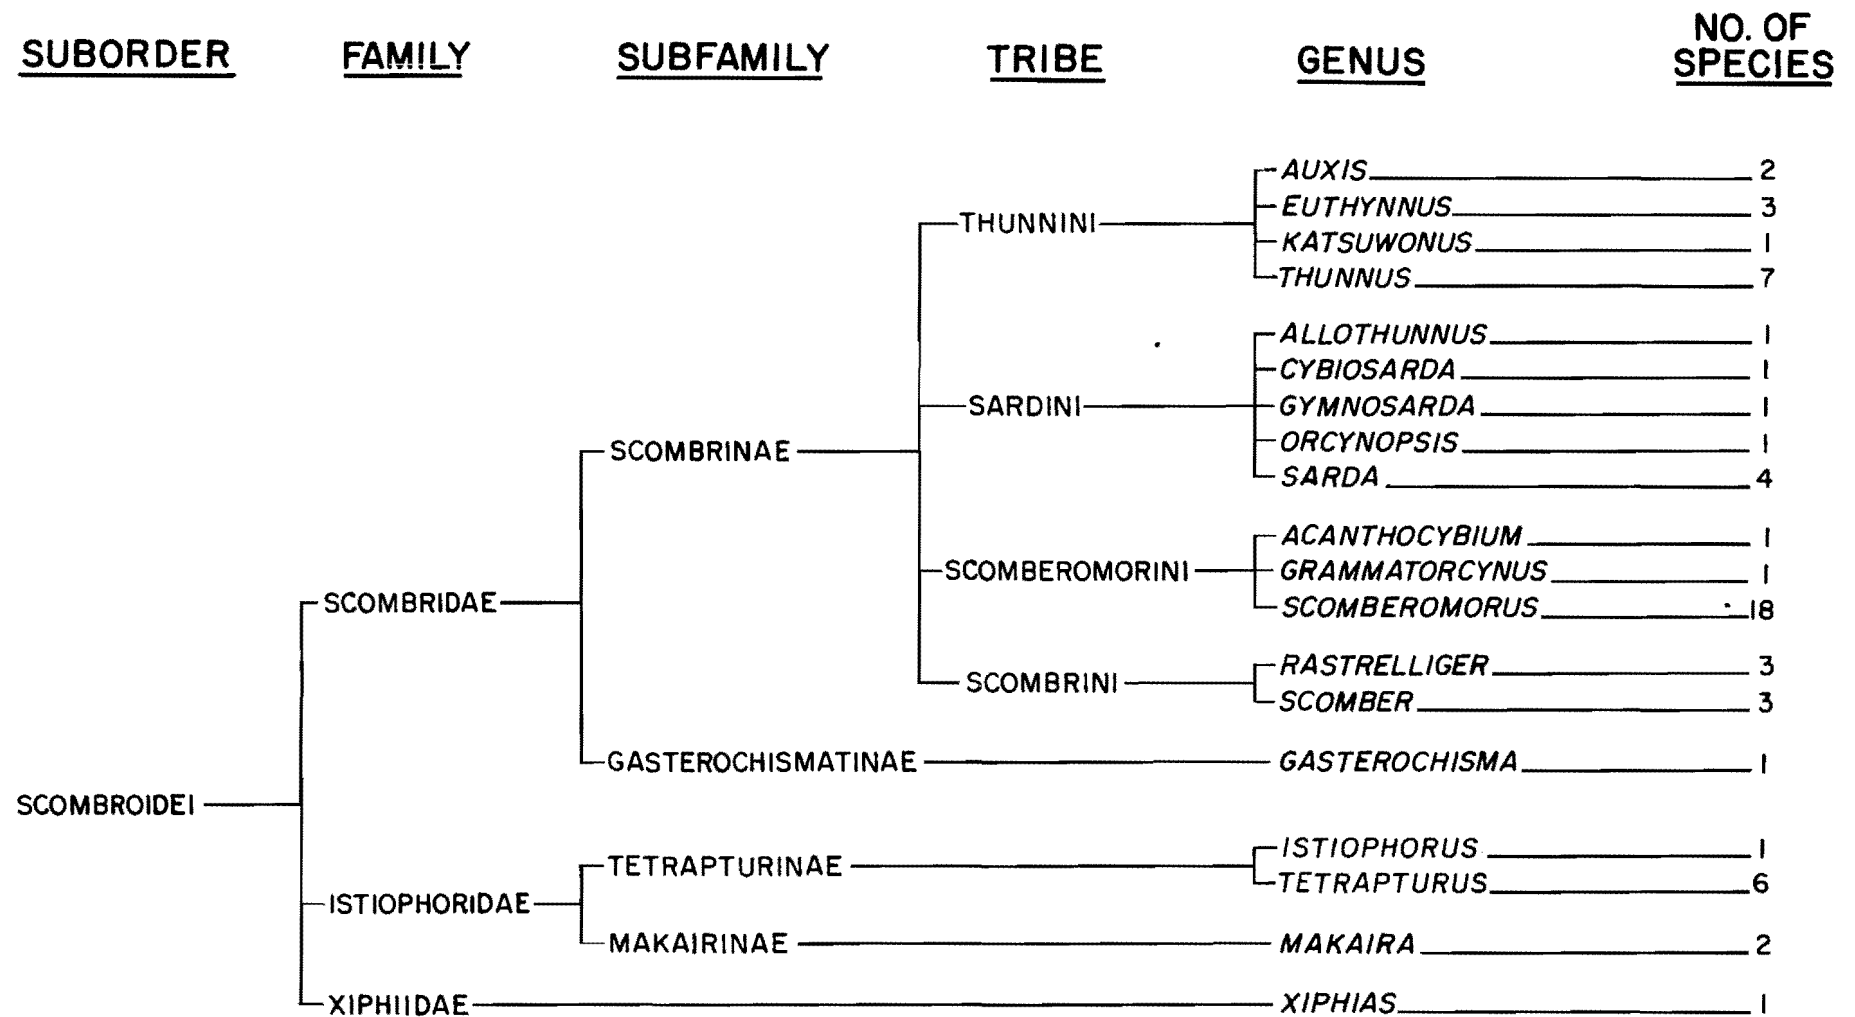 SUBORDER FAMILY SUBFAMILY TRIBE GENUS NO. OF SPECIES
AUXIS 2
THUNNINI EUTHYNNUS 3
KATSUWONUS 1
THUNNUS 7
ALLOTHUNNUS 1
CYBIOSARDA 1
SARDINI GYMNOSARDA 1
ORCYNOPSIS 1
SCOMBRINAE SARDA 4
ACANTHOCYBIUM 1
SCOMBEROMORINI GRAMMATORCYNUS 1
SCOMBRIDAE SCOMBEROMORUS 18
RASTRELLIGER 3
SCOMBRINI SCOMBER 3
GASTEROCHISMATINAE GASTEROCHISMA 1
SCOMBROIDEI
ISTIOPHORUS 1
TETRAPTURINAE TETRAPTURUS 6
ISTIOPHORIDAE
MAKAIRINAE MAKAIRA 2
XIPHIIDAE XIPHIAS 1